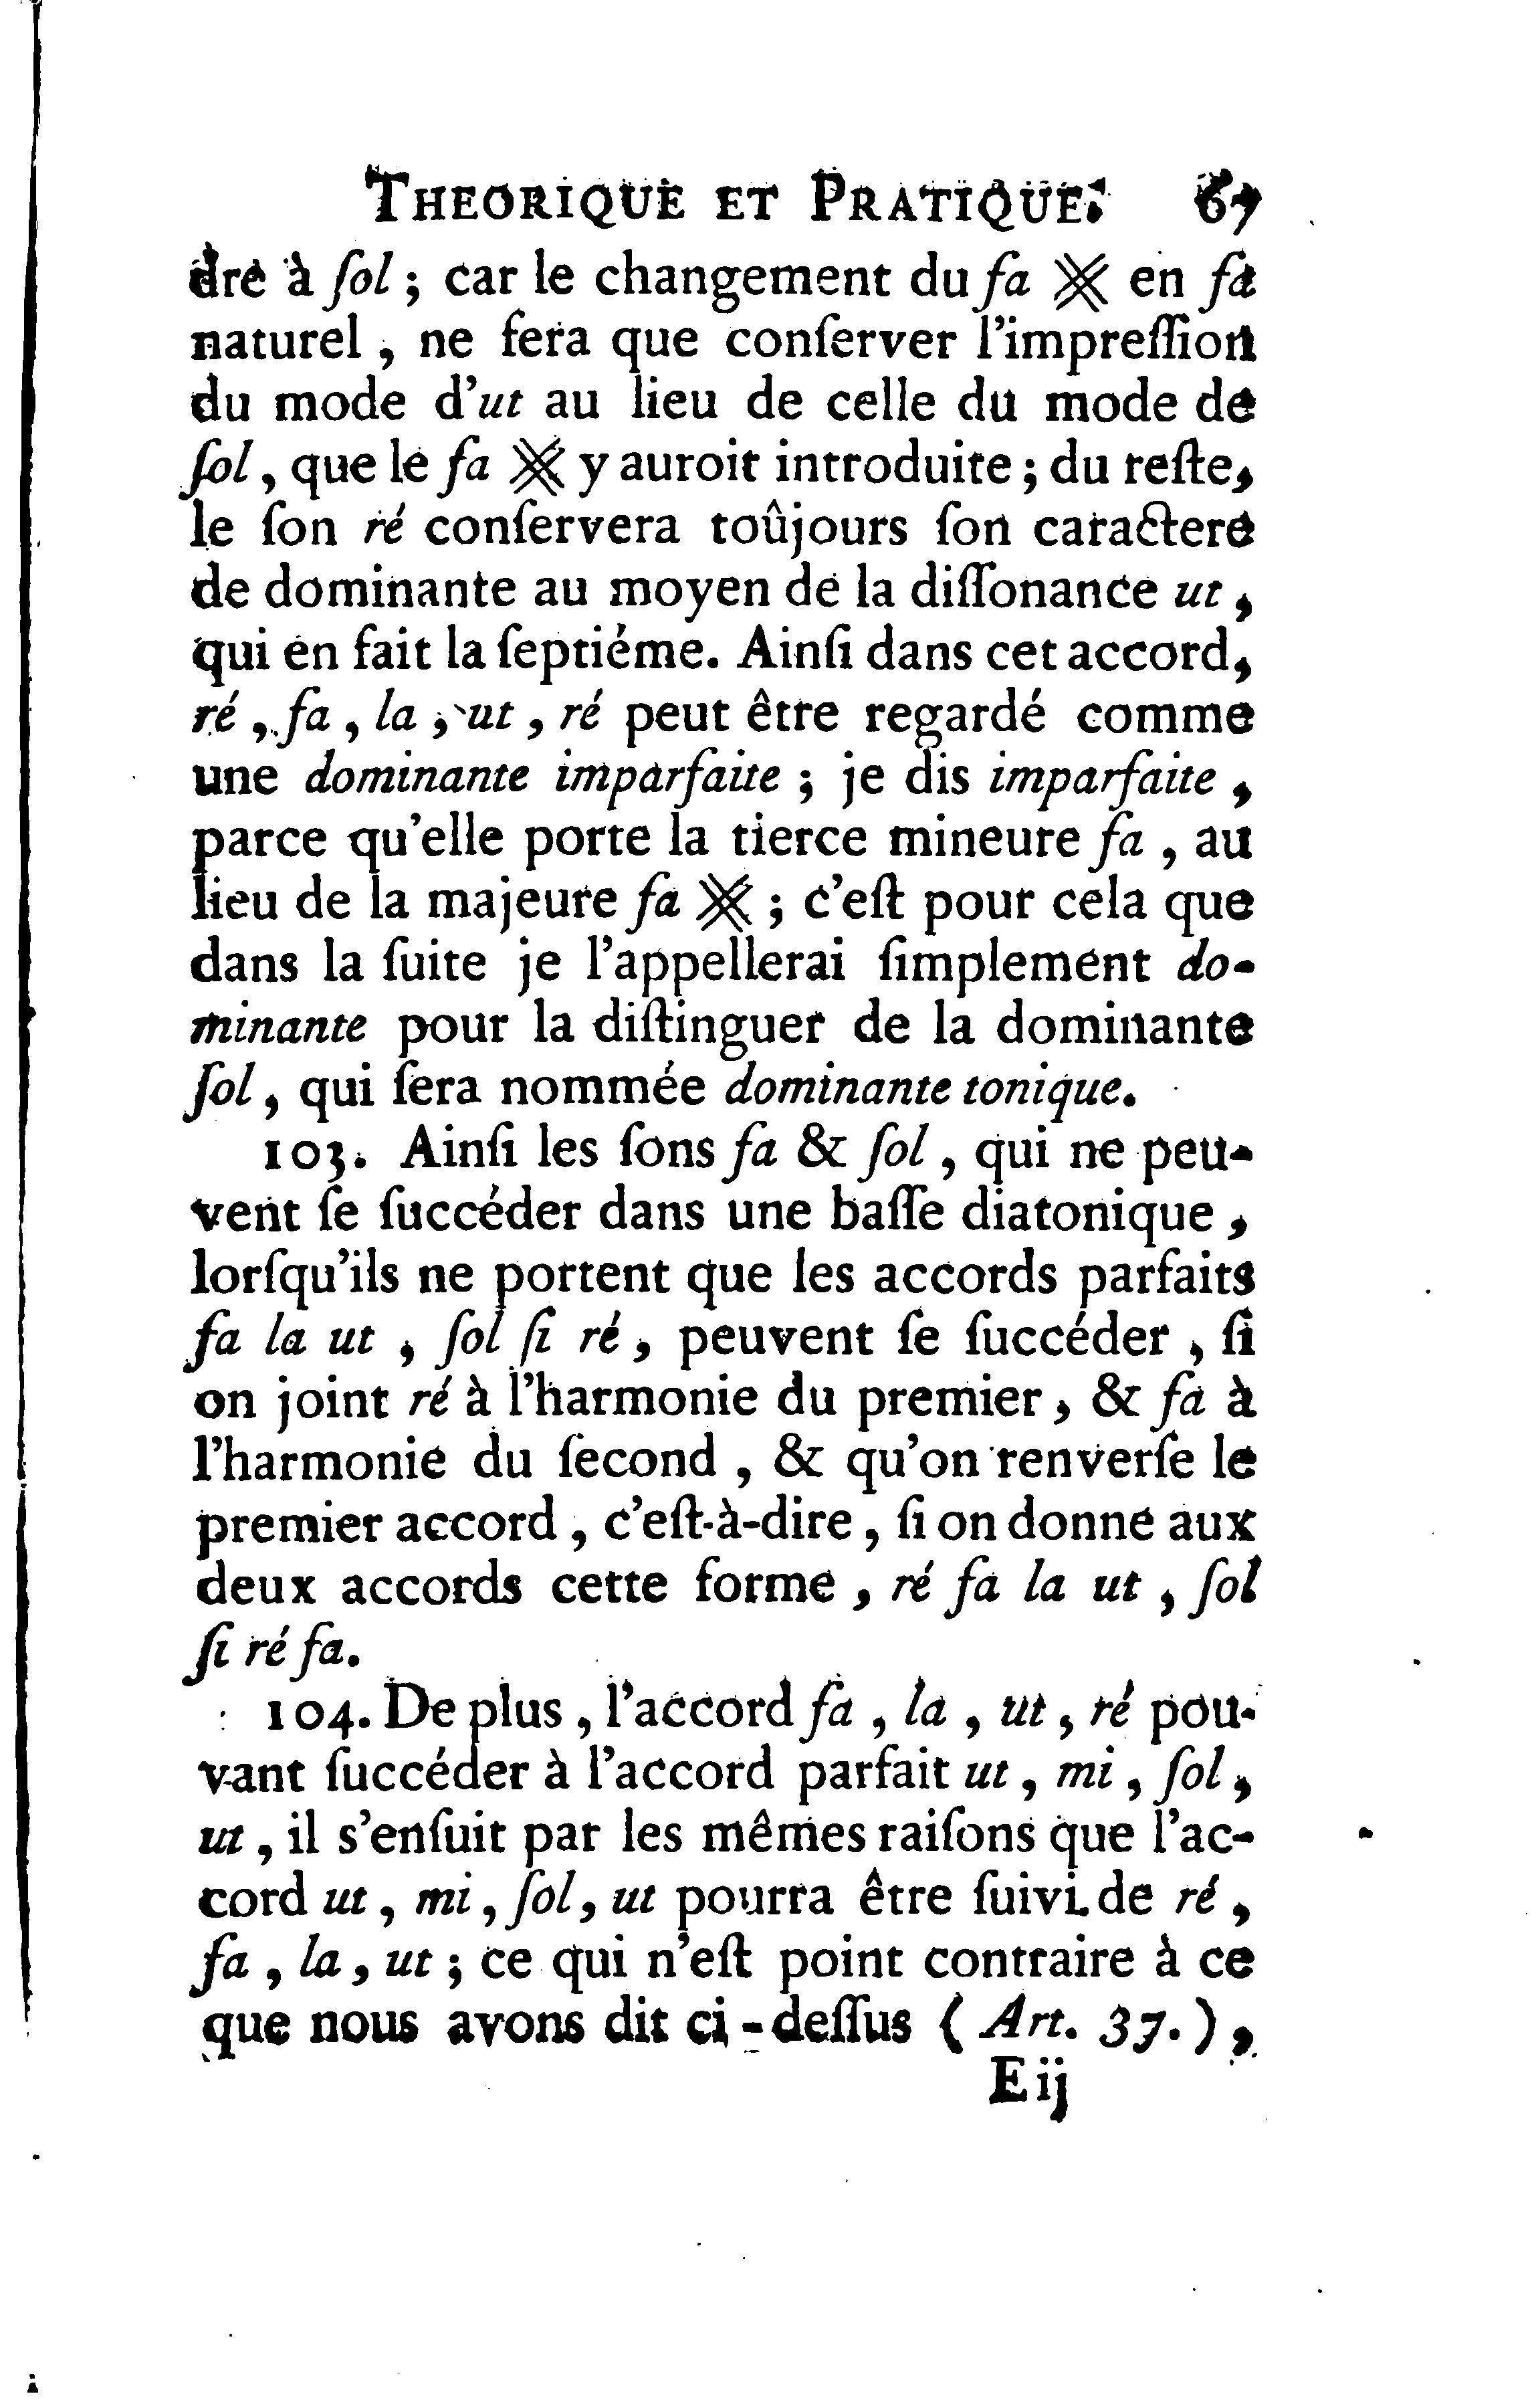 THEORIQUE ET PRATIQUE. 67
dre à ſol ; car le changement du fa ※ en fa
naturel , ne fera que conſerver l'impreſſion
du mode d'ut au lieu de celle du mode de
ſol , que le fa ※ y auroit introduite ; du reſte,
le ſon ré conſervera toûjours ſon caractere
de dominante au moyen de la diſſonance ut ,
qui en fait la ſeptiéme. Ainſi dans cet accord,
ré , fa , la , ut , ré peut être regardé comme
une dominante imparfaite ; je dis imparfaite ,
parce qu'elle porte la tierce mineure fa , au
lieu de la majeure fa ※ ; c'eſt pour cela que
dans la ſuite je l'appellerai ſimplement do-
minante pour la diſtinguer de la dominante
ſol , qui ſera nommée dominante tonique.
103. Ainſi les ſons fa & ſol , qui ne peu-
vent ſe ſuccéder dans une baſſe diatonique ,
lorſqu'ils ne portent que les accords parfaits
fa la ut , ſol ſi ré , peuvent ſe ſuccéder , ſi
on joint ré à l'harmonie du premier , & fa à
l'harmonie du ſecond , & qu'on renverſe le
premier accord , c'eſt-à-dire , ſi on donne aux
deux accords cette forme , ré fa la ut , ſol
ſi ré fa.
104. De plus , l'accord fa , la , ut , ré pou-
vant ſuccéder à l'accord parfait ut , mi , ſol ,
ut , il s'enſuit par les mêmes raiſons que l'ac-
cord ut , mi , ſol , ut pourra être ſuivi de ré ,
fa , la , ut ; ce qui n'eſt point contraire à ce
que nous avons dit ci-deſſus ( Art. 37. ) ,
E ij